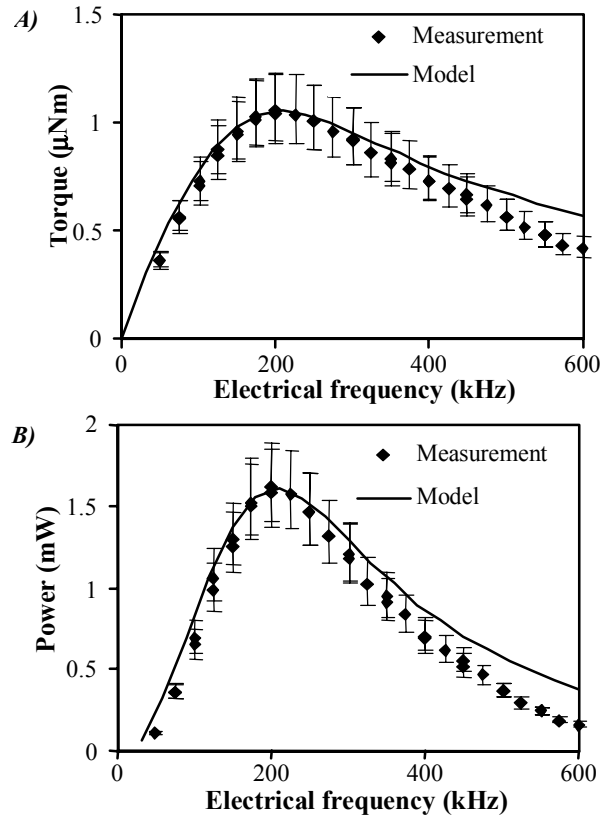 A)
1.5
Measurement
Model
1
Torque (μNm)
0.5
0
0 200 400 600
Electrical frequency (kHz)
B)
2
Measurement
Model
1.5
Power (mW)
1
0.5
0
0 200 400 600
Electrical frequency (kHz)